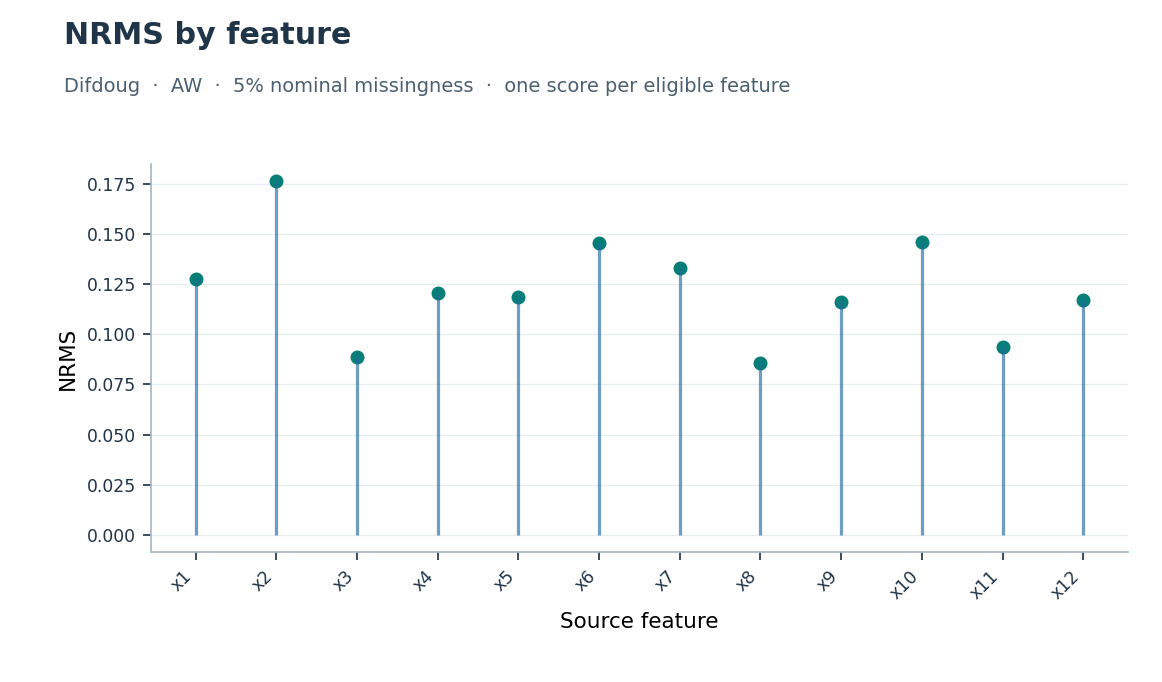 NRMS by feature
Difdoug · AW · 5% nominal missingness · one score per eligible feature
NRMS
0.175
0.150
0.125
0.100
0.075
0.050
0.025
0.000
x1 x2 x3 x4 x5 x6 x7 x8 x9 x10 x11 x12
Source feature